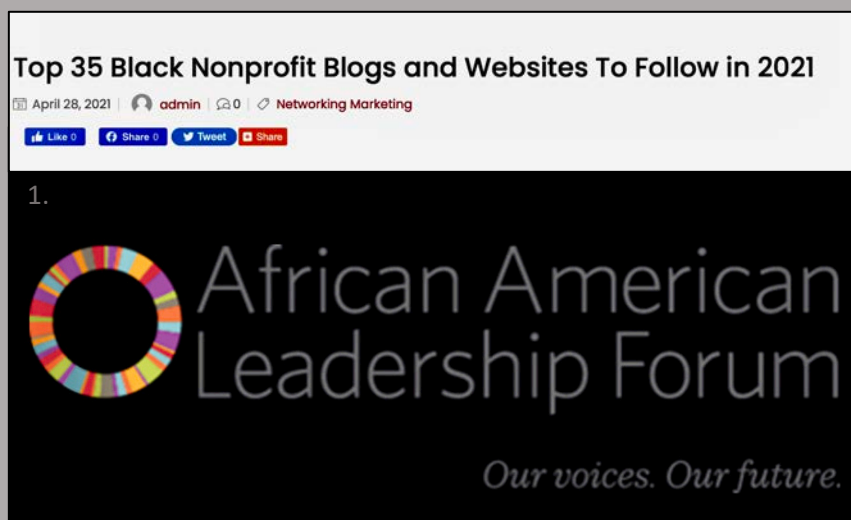 Top 35 Black Nonprofit Blogs and Websites To Follow in 2021
April 28, 2021 | admin | 0 | Networking Marketing
Like 0 Share 0 Tweet Share
1.
African American
Leadership Forum
Our voices. Our future.